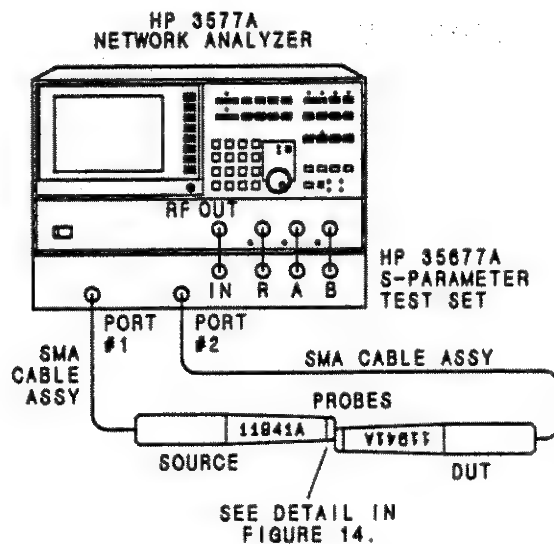 HP 3577A
NETWORK ANALYZER
RF OUT
IN R A B
HP 35677A
S-PARAMETER
TEST SET
PORT
#1
PORT
#2
SMA
CABLE
ASSY
SMA CABLE ASSY
PROBES
11941A
11941A
SOURCE
DUT
SEE DETAIL IN
FIGURE 14.